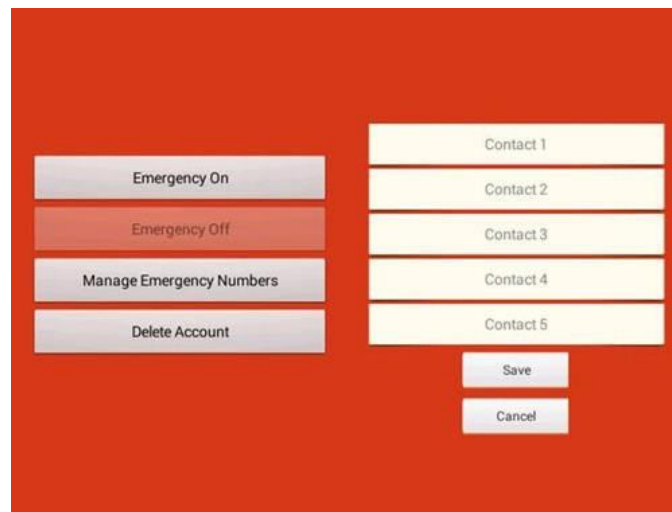 Emergency On
Emergency Off
Manage Emergency Numbers
Delete Account
Contact 1
Contact 2
Contact 3
Contact 4
Contact 5
Save
Cancel